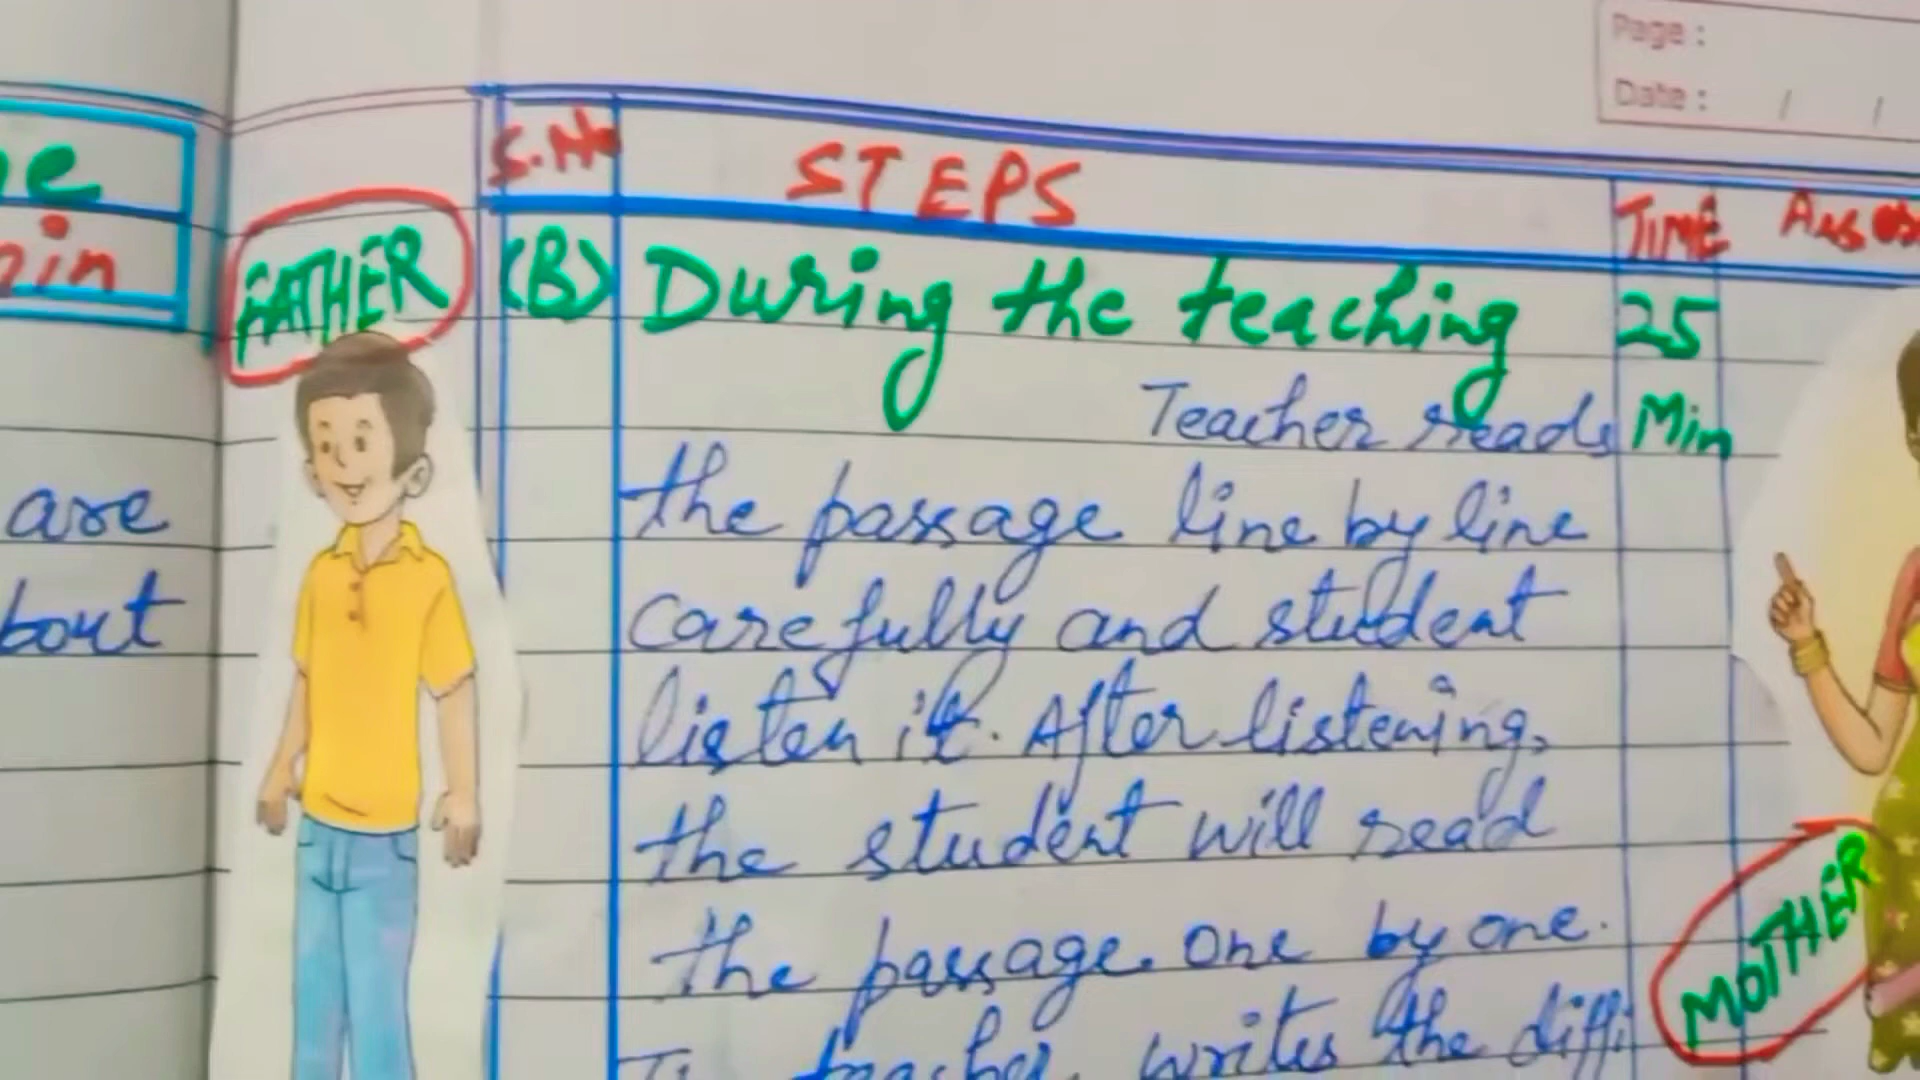 Page :
Date : / /
S.No STEPS TIME
e
min
FATHER
(B) During the teaching 25
Teacher reads Min
the passage line by line
are
carefully and student
bout
listen it. After listening,
the student will read
the passage. One by one.
MOTHER
teacher writes the diffi